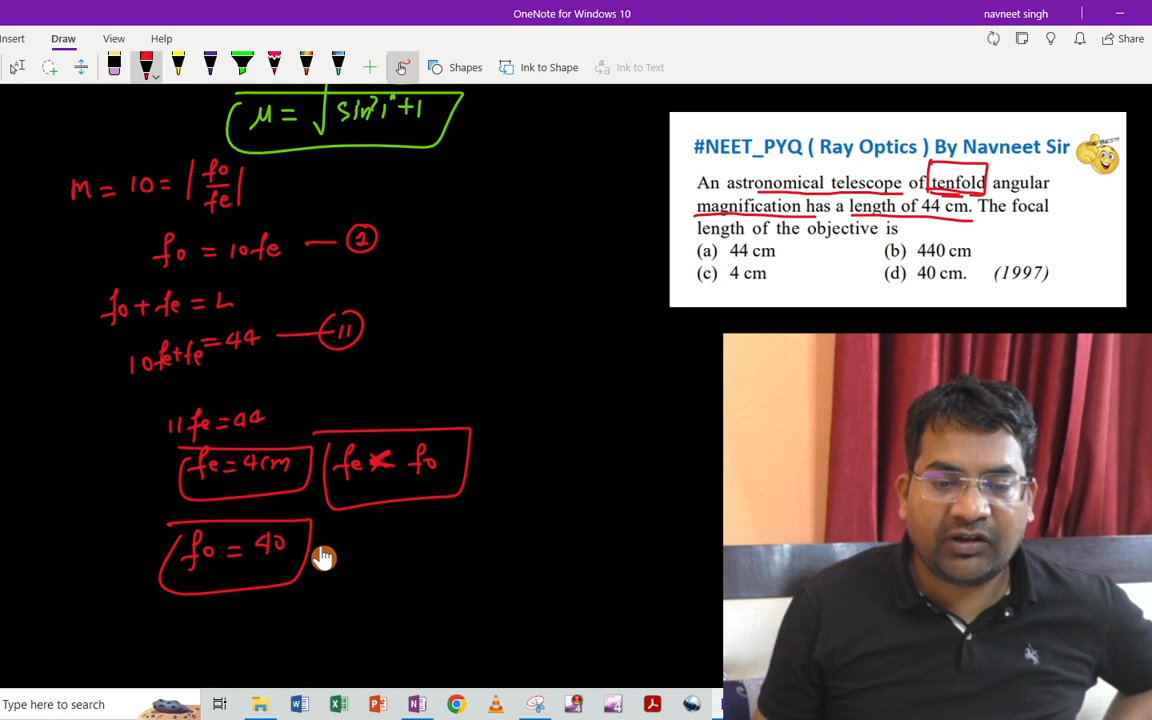 OneNote for Windows 10
navneet singh
Insert Draw View Help
Share
Shapes Ink to Shape Ink to Text
μ = √ sin²i° + 1
m = 10 = |fo/fe|
fo = 10fe — 1
fo + fe = L
10fe + fe = 44 — 11
11 fe = 44
fe = 4cm
fe < fo
fo = 40
#NEET_PYQ ( Ray Optics ) By Navneet Sir
An astronomical telescope of tenfold angular
magnification has a length of 44 cm. The focal
length of the objective is
(a) 44 cm (b) 440 cm
(c) 4 cm (d) 40 cm. (1997)
Type here to search